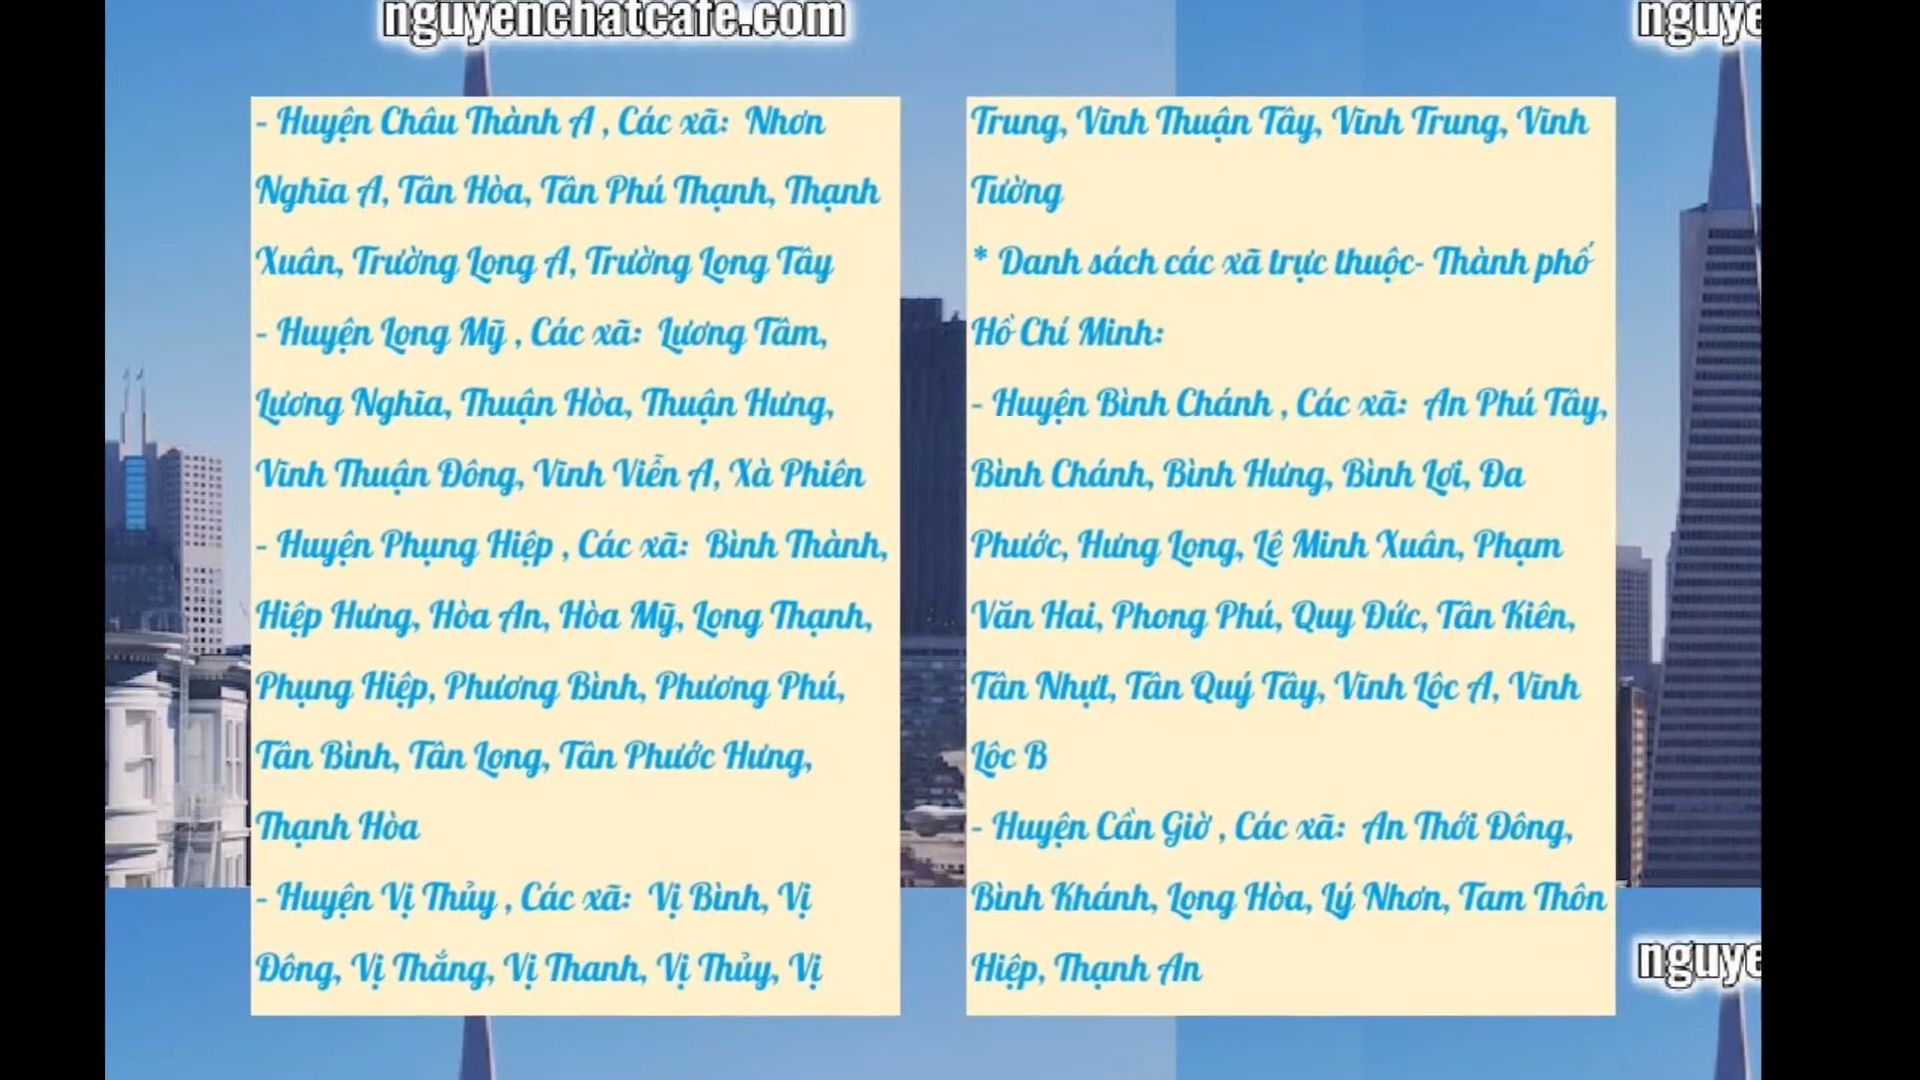 nguyenchatcafe.com
nguye
- Huyện Châu Thành A , Các xã: Nhơn
Nghĩa A, Tân Hòa, Tân Phú Thạnh, Thạnh
Xuân, Trường Long A, Trường Long Tây
- Huyện Long Mỹ , Các xã: Lương Tâm,
Lương Nghĩa, Thuận Hòa, Thuận Hưng,
Vĩnh Thuận Đông, Vĩnh Viễn A, Xà Phiên
- Huyện Phụng Hiệp , Các xã: Bình Thành,
Hiệp Hưng, Hòa An, Hòa Mỹ, Long Thạnh,
Phụng Hiệp, Phương Bình, Phương Phú,
Tân Bình, Tân Long, Tân Phước Hưng,
Thạnh Hòa
- Huyện Vị Thủy , Các xã: Vị Bình, Vị
Đông, Vị Thắng, Vị Thanh, Vị Thủy, Vị
Trung, Vĩnh Thuận Tây, Vĩnh Trung, Vĩnh
Tường
* Danh sách các xã trực thuộc- Thành phố
Hồ Chí Minh:
- Huyện Bình Chánh , Các xã: An Phú Tây,
Bình Chánh, Bình Hưng, Bình Lợi, Đa
Phước, Hưng Long, Lê Minh Xuân, Phạm
Văn Hai, Phong Phú, Quy Đức, Tân Kiên,
Tân Nhựt, Tân Quý Tây, Vĩnh Lộc A, Vĩnh
Lộc B
- Huyện Cần Giờ , Các xã: An Thới Đông,
Bình Khánh, Long Hòa, Lý Nhơn, Tam Thôn
Hiệp, Thạnh An
nguye